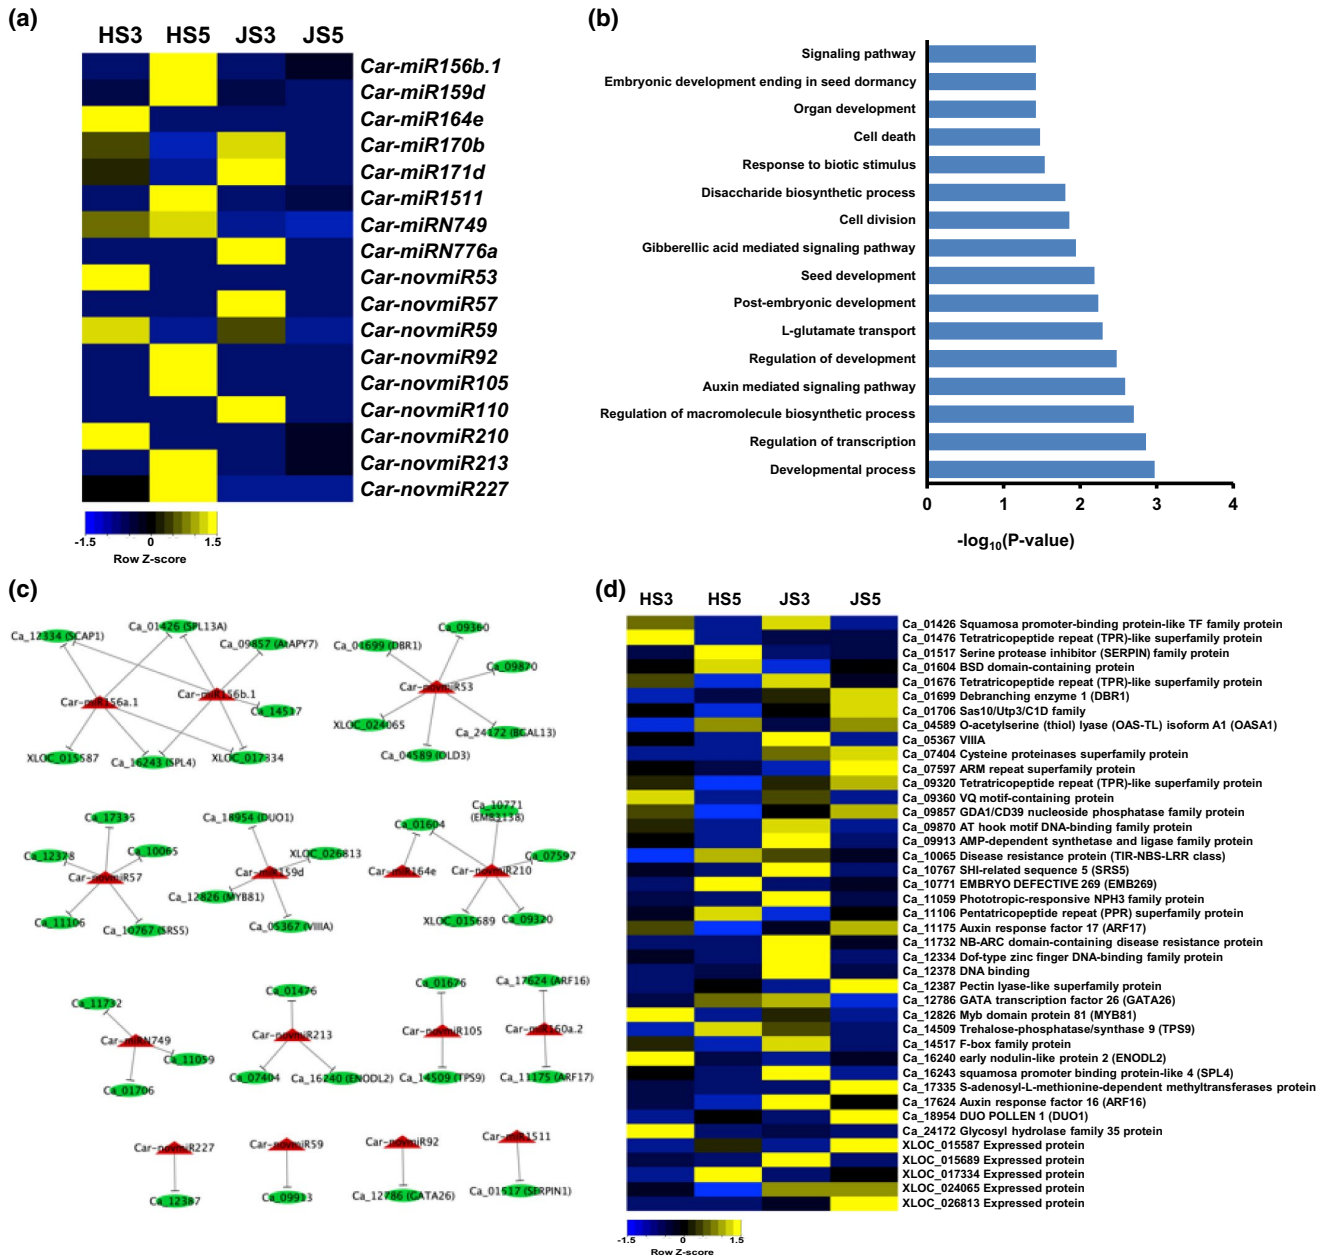 (a)
HS3 HS5 JS3 JS5
Car-miR156b.1
Car-miR159d
Car-miR164e
Car-miR170b
Car-miR171d
Car-miR1511
Car-miRN749
Car-miRN776a
Car-novmiR53
Car-novmiR57
Car-novmiR59
Car-novmiR92
Car-novmiR105
Car-novmiR110
Car-novmiR210
Car-novmiR213
Car-novmiR227
-1.5 0 1.5
Row Z-score
(b)
Signaling pathway
Embryonic development ending in seed dormancy
Organ development
Cell death
Response to biotic stimulus
Disaccharide biosynthetic process
Cell division
Gibberellic acid mediated signaling pathway
Seed development
Post-embryonic development
L-glutamate transport
Regulation of development
Auxin mediated signaling pathway
Regulation of macromolecule biosynthetic process
Regulation of transcription
Developmental process
0 1 2 3 4
-log10(P-value)
(c)
Ca_12334 (SCAP1)
Ca_01426 (SPL13A)
Ca_09857 (AtAPY7)
Car-miR156a.1
Car-miR156b.1
Ca_14517
XLOC_015587
Ca_16243 (SPL4)
XLOC_017334
Ca_01699 (DBR1)
Ca_09360
Ca_09870
Car-novmiR53
XLOC_024065
Ca_24172 (BGAL13)
Ca_04589 (DLD3)
Ca_17335
Ca_12378
Ca_10065
Car-novmiR57
Ca_11106
Ca_10767 (SRS5)
Ca_18954 (DUO1)
XLOC_026813
Car-miR159d
Ca_12826 (MYB81)
Ca_05367 (VIIIA)
Ca_10771
(EMB3138)
Ca_01604
Ca_07597
Car-miR164e
Car-novmiR210
XLOC_015689
Ca_09320
Ca_11732
Car-miRN749
Ca_11059
Ca_01706
Ca_01476
Car-novmiR213
Ca_07404
Ca_16240 (ENODL2)
Ca_01676
Car-novmiR105
Ca_14509 (TPS9)
Ca_17624 (ARF16)
Car-miR160a.2
Ca_11175 (ARF17)
Car-novmiR227
Ca_12387
Car-novmiR59
Ca_09913
Car-novmiR92
Ca_12786 (GATA26)
Car-miR1511
Ca_01517 (SERPIN1)
(d)
HS3 HS5 JS3 JS5
Ca_01426 Squamosa promoter-binding protein-like TF family protein
Ca_01476 Tetratricopeptide repeat (TPR)-like superfamily protein
Ca_01517 Serine protease inhibitor (SERPIN) family protein
Ca_01604 BSD domain-containing protein
Ca_01676 Tetratricopeptide repeat (TPR)-like superfamily protein
Ca_01699 Debranching enzyme 1 (DBR1)
Ca_01706 Sas10/Utp3/C1D family
Ca_04589 O-acetylserine (thiol) lyase (OAS-TL) isoform A1 (OASA1)
Ca_05367 VIIIA
Ca_07404 Cysteine proteinases superfamily protein
Ca_07597 ARM repeat superfamily protein
Ca_09320 Tetratricopeptide repeat (TPR)-like superfamily protein
Ca_09360 VQ motif-containing protein
Ca_09857 GDA1/CD39 nucleoside phosphatase family protein
Ca_09870 AT hook motif DNA-binding family protein
Ca_09913 AMP-dependent synthetase and ligase family protein
Ca_10065 Disease resistance protein (TIR-NBS-LRR class)
Ca_10767 SHI-related sequence 5 (SRS5)
Ca_10771 EMBRYO DEFECTIVE 269 (EMB269)
Ca_11059 Phototropic-responsive NPH3 family protein
Ca_11106 Pentatricopeptide repeat (PPR) superfamily protein
Ca_11175 Auxin response factor 17 (ARF17)
Ca_11732 NB-ARC domain-containing disease resistance protein
Ca_12334 Dof-type zinc finger DNA-binding family protein
Ca_12378 DNA binding
Ca_12387 Pectin lyase-like superfamily protein
Ca_12786 GATA transcription factor 26 (GATA26)
Ca_12826 Myb domain protein 81 (MYB81)
Ca_14509 Trehalose-phosphatase/synthase 9 (TPS9)
Ca_14517 F-box family protein
Ca_16240 early nodulin-like protein 2 (ENODL2)
Ca_16243 squamosa promoter binding protein-like 4 (SPL4)
Ca_17335 S-adenosyl-L-methionine-dependent methyltransferases protein
Ca_17624 Auxin response factor 16 (ARF16)
Ca_18954 DUO POLLEN 1 (DUO1)
Ca_24172 Glycosyl hydrolase family 35 protein
XLOC_015587 Expressed protein
XLOC_015689 Expressed protein
XLOC_017334 Expressed protein
XLOC_024065 Expressed protein
XLOC_026813 Expressed protein
-1.5 0 1.5
Row Z-score